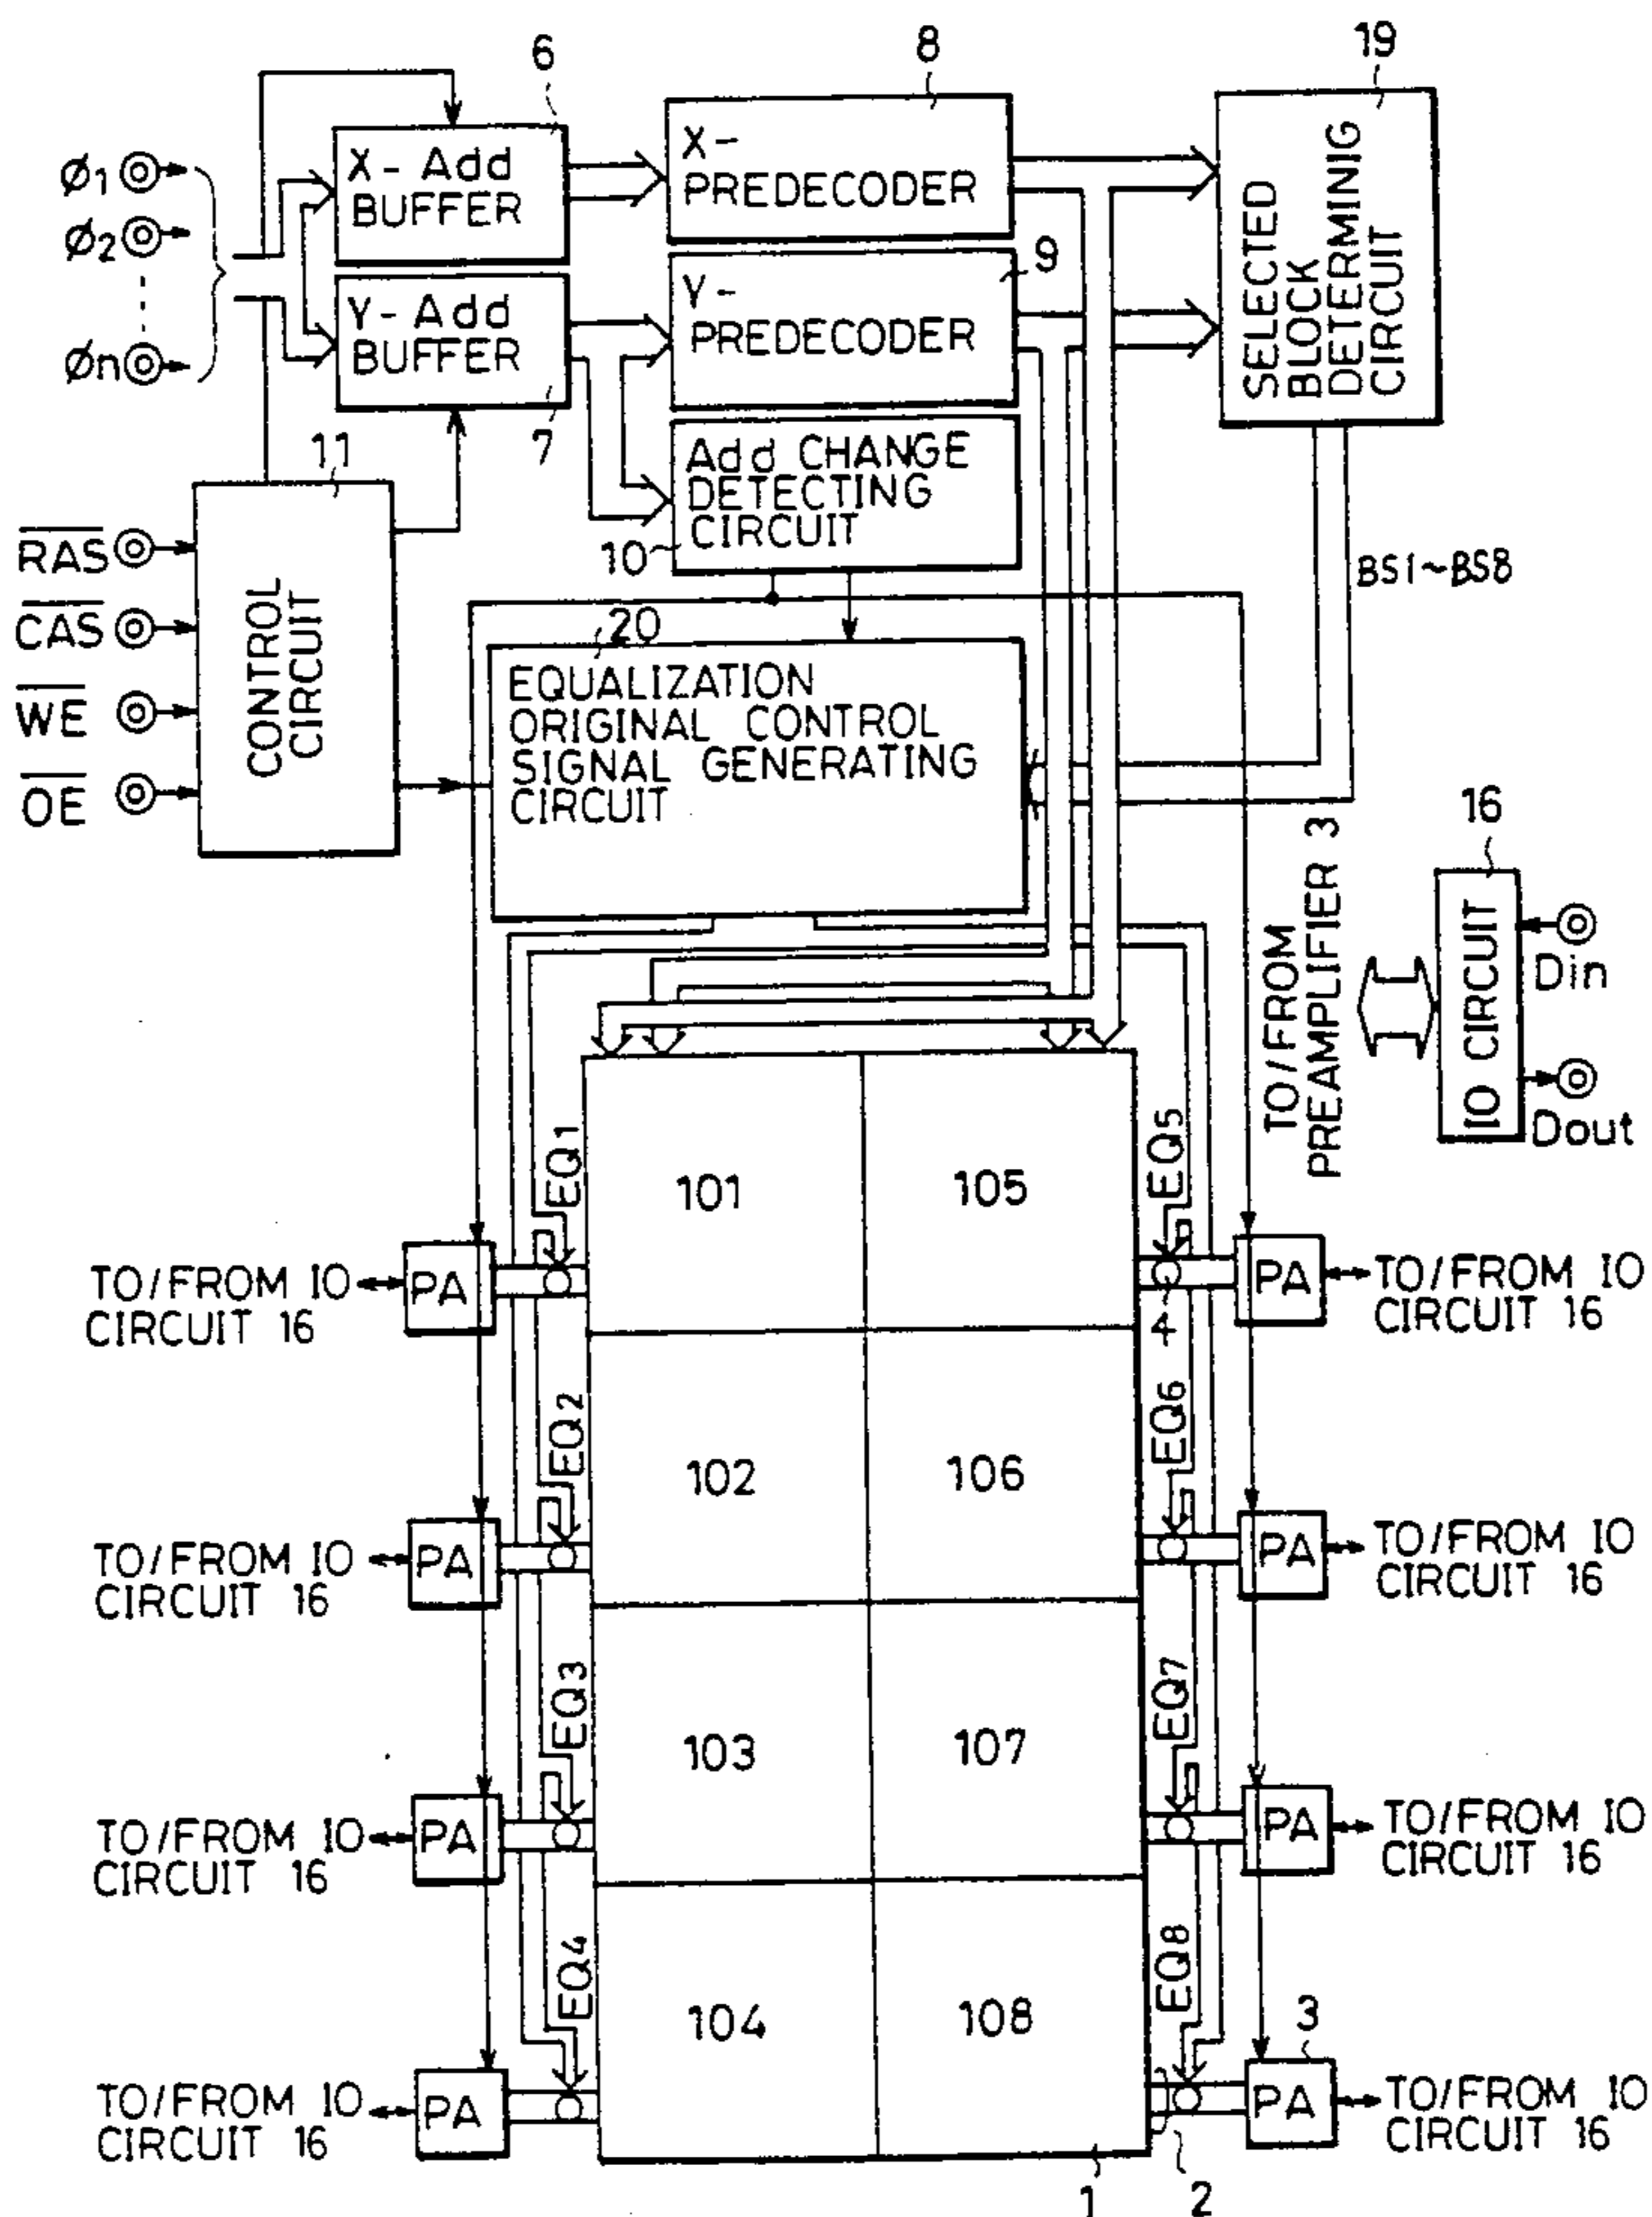 6
8
19
ø1
ø2
øn
X- Add
BUFFER
X-
PREDECODER
SELECTED
BLOCK
DETERMINIG
CIRCUIT
Y- Add
BUFFER
7
Y-
PREDECODER
9
11
Add CHANGE
DETECTING
CIRCUIT
10
RAS
CAS
WE
OE
CONTROL
CIRCUIT
BS1~BS8
20
EQUALIZATION
ORIGINAL CONTROL
SIGNAL GENERATING
CIRCUIT
TO/FROM
PREAMPLIFIER 3
16
IO CIRCUIT
Din
Dout
EQ1
101
105
EQ5
TO/FROM IO
CIRCUIT 16
PA
4
PA
TO/FROM IO
CIRCUIT 16
EQ2
102
106
EQ6
TO/FROM IO
CIRCUIT 16
PA
PA
TO/FROM IO
CIRCUIT 16
EQ3
103
107
EQ7
TO/FROM IO
CIRCUIT 16
PA
PA
TO/FROM IO
CIRCUIT 16
EQ4
104
108
EQ8
3
TO/FROM IO
CIRCUIT 16
PA
PA
TO/FROM IO
CIRCUIT 16
1
2